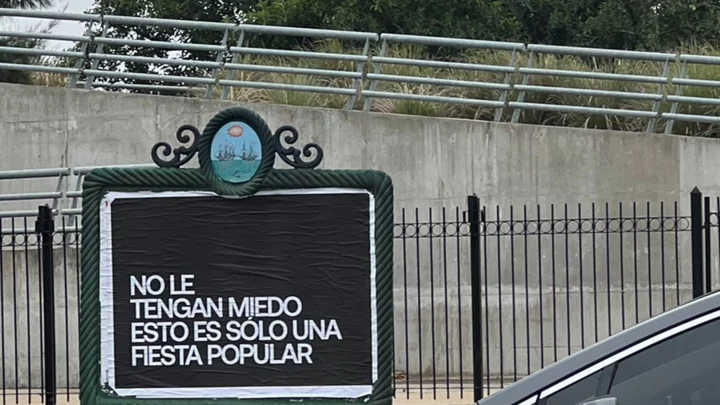 NO LE
TENGAN MIEDO
ESTO ES SÓLO UNA
FIESTA POPULAR